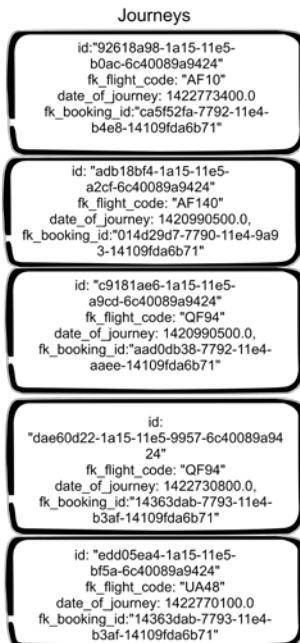 Journeys
id:"92618a98-1a15-11e5-
b0ac-6c40089a9424"
fk_flight_code: "AF10"
date_of_journey: 1422773400.0
fk_booking_id:"ca5f52fa-7792-11e4-
b4e8-14109fda6b71"
id: "adb18bf4-1a15-11e5-
a2cf-6c40089a9424"
fk_flight_code: "AF140"
date_of_journey: 1420990500.0,
fk_booking_id:"014d29d7-7790-11e4-9a9
3-14109fda6b71"
id: "c9181ae6-1a15-11e5-
a9cd-6c40089a9424"
fk_flight_code: "QF94"
date_of_journey: 1420990500.0,
fk_booking_id:"aad0db38-7792-11e4-
aaee-14109fda6b71"
id:
"dae60d22-1a15-11e5-9957-6c40089a94
24"
fk_flight_code: "QF94"
date_of_journey: 1422730800.0,
fk_booking_id:"14363dab-7793-11e4-
b3af-14109fda6b71"
id: "edd05ea4-1a15-11e5-
bf5a-6c40089a9424"
fk_flight_code: "UA48"
date_of_journey: 1422770100.0
fk_booking_id:"14363dab-7793-11e4-
b3af-14109fda6b71"